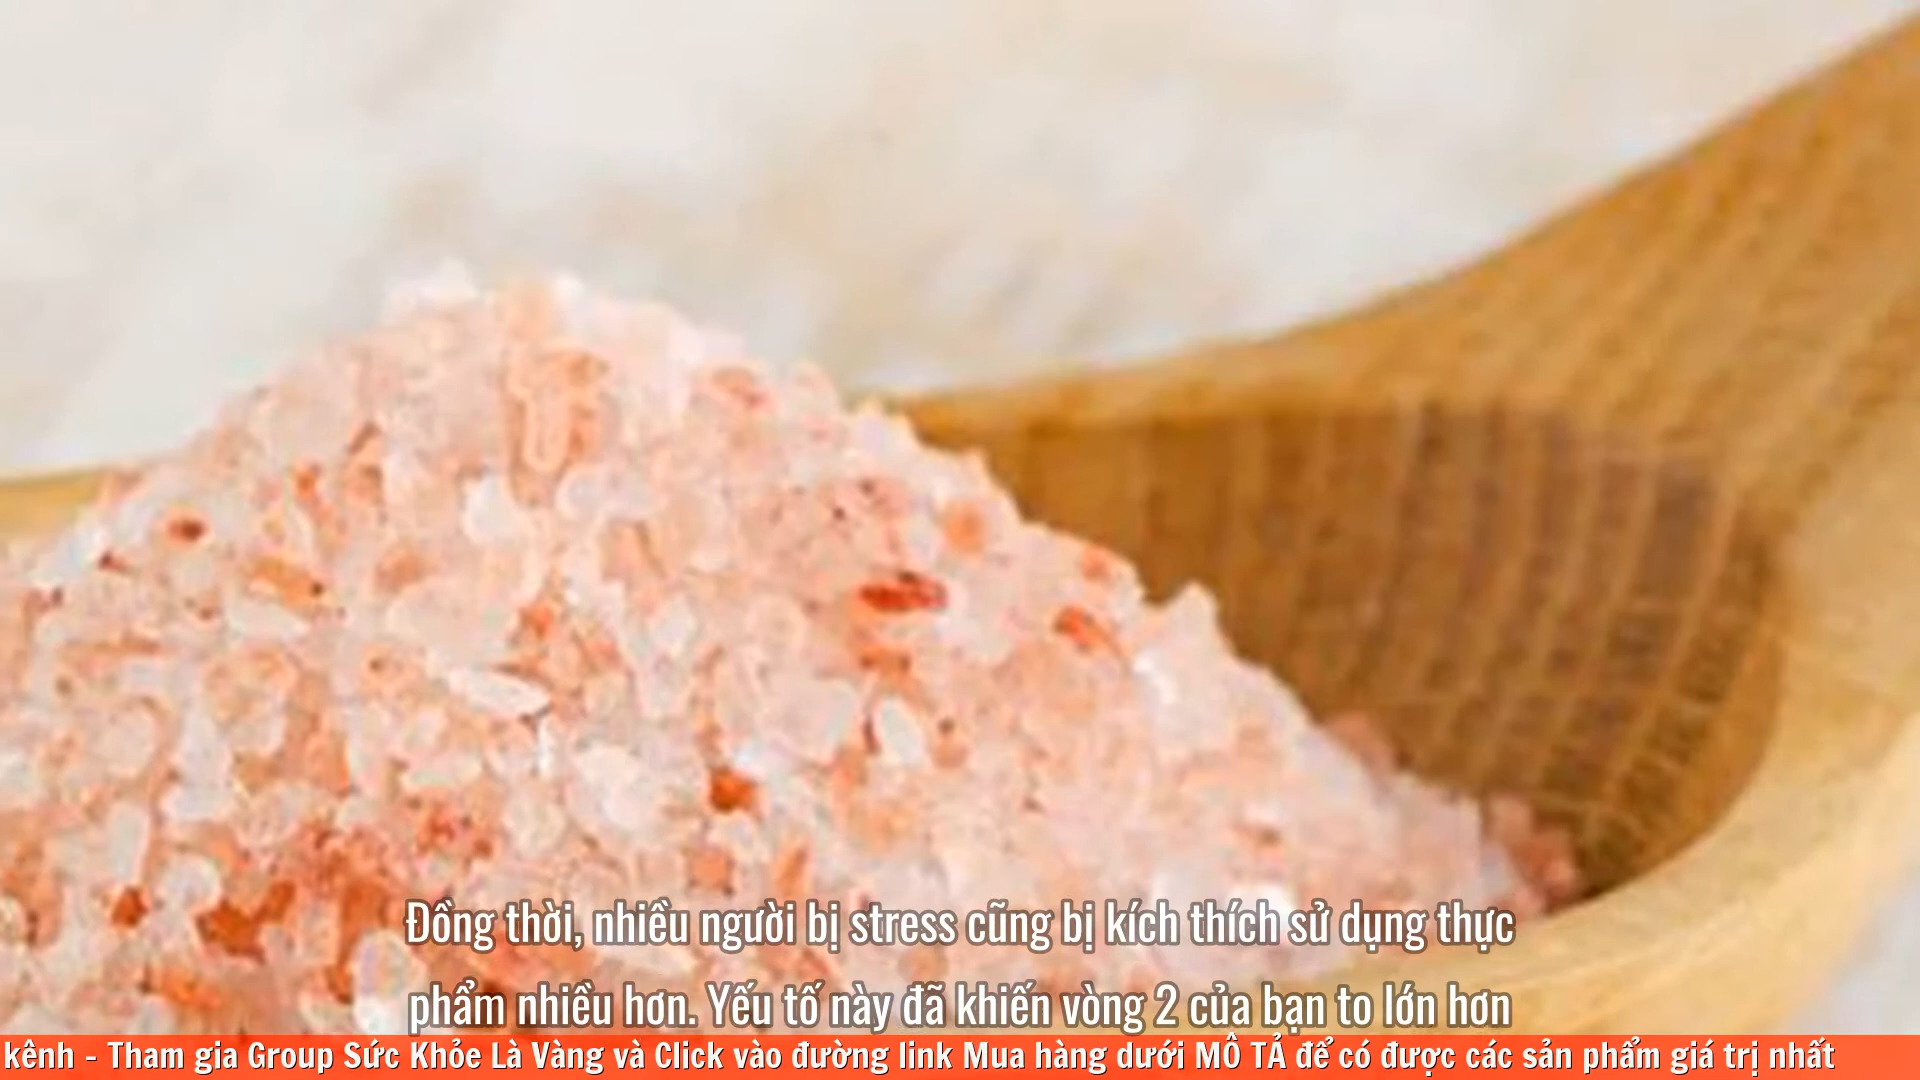 Đồng thời, nhiều người bị stress cũng bị kích thích sử dụng thực
phẩm nhiều hơn. Yếu tố này đã khiến vòng 2 của bạn to lớn hơn
kênh - Tham gia Group Sức Khỏe Là Vàng và Click vào đường link Mua hàng dưới MÔ TẢ để có được các sản phẩm giá trị nhất